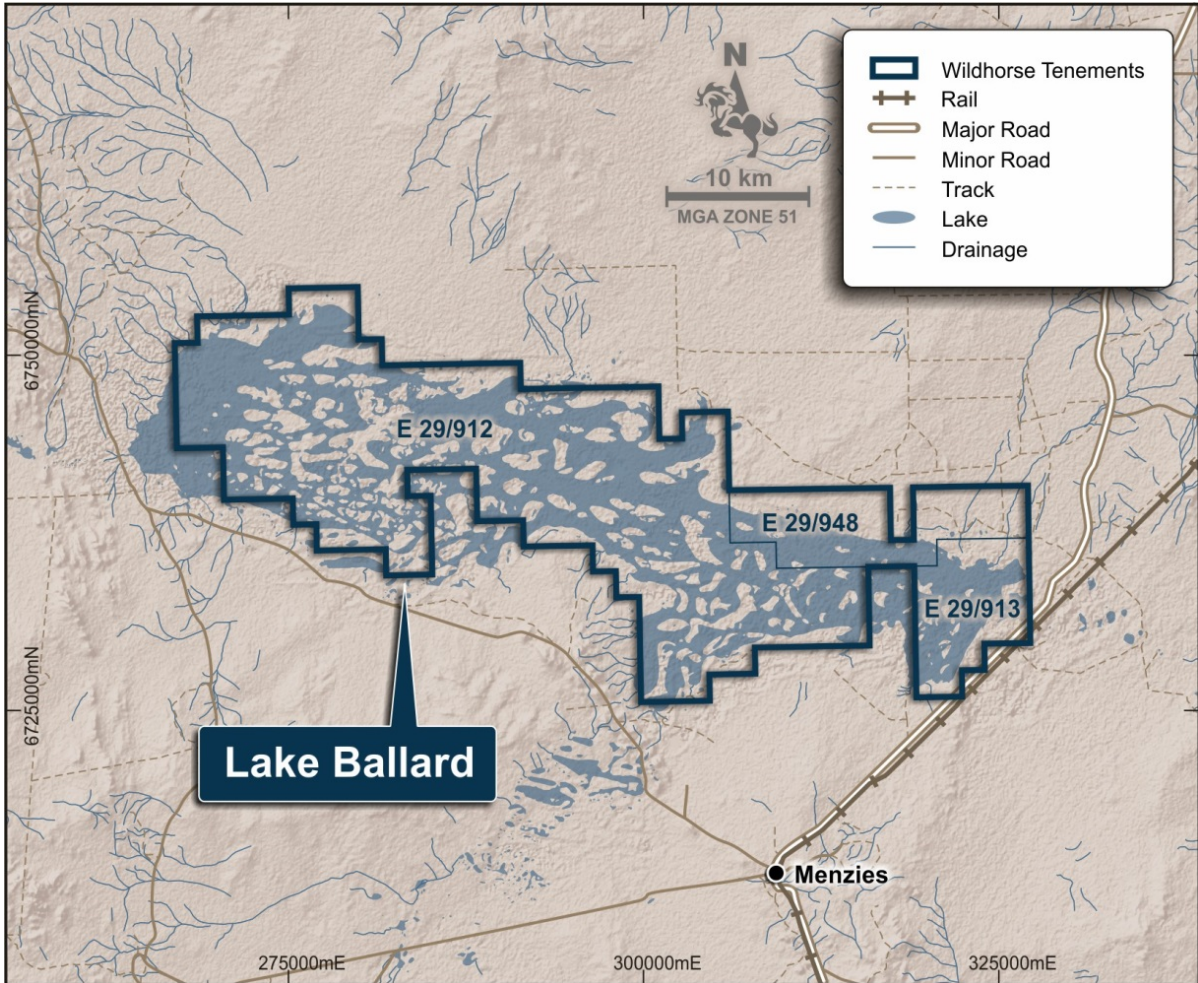 N
10 km
MGA ZONE 51
Wildhorse Tenements
Rail
Major Road
Minor Road
Track
Lake
Drainage
6750000mN
6725000mN
E 29/912
E 29/948
E 29/913
Lake Ballard
Menzies
275000mE
300000mE
325000mE